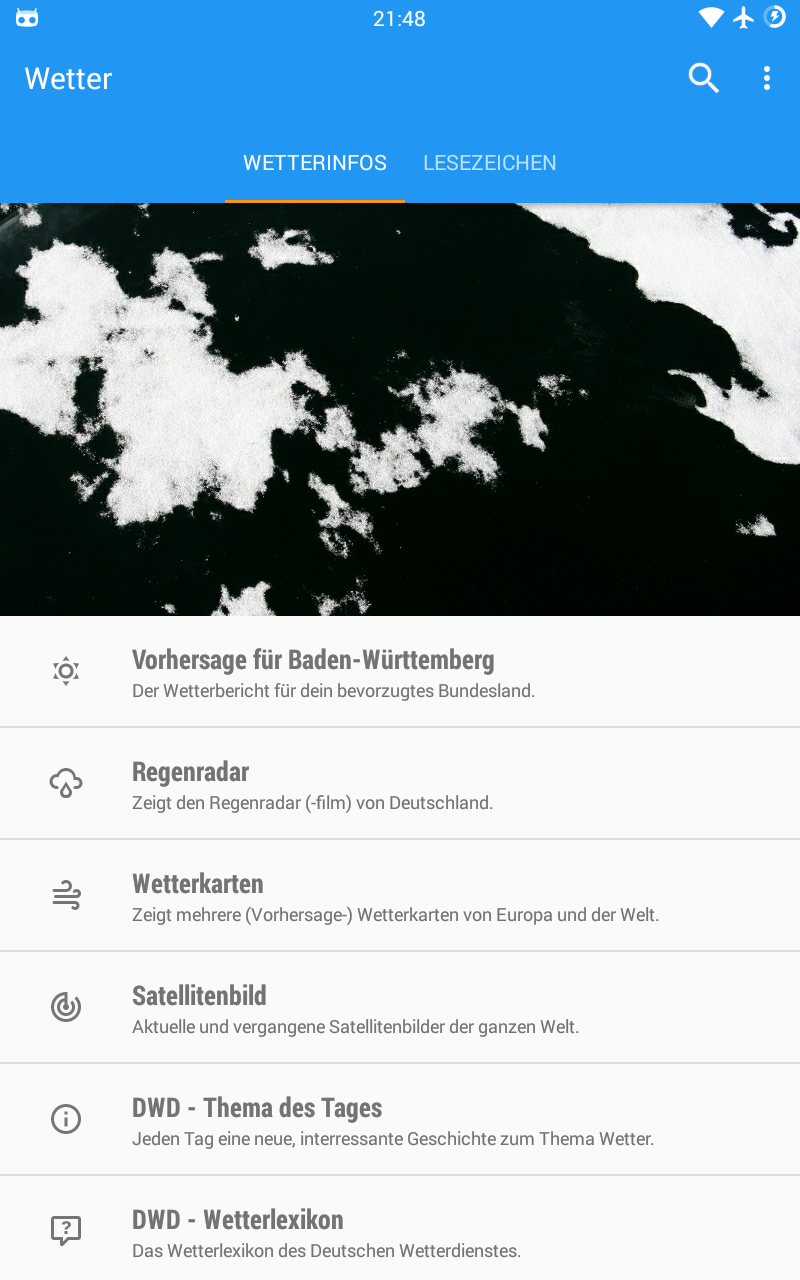 21:48
Wetter
WETTERINFOS LESEZEICHEN
Vorhersage für Baden-Württemberg
Der Wetterbericht für dein bevorzugtes Bundesland.
Regenradar
Zeigt den Regenradar (-film) von Deutschland.
Wetterkarten
Zeigt mehrere (Vorhersage-) Wetterkarten von Europa und der Welt.
Satellitenbild
Aktuelle und vergangene Satellitenbilder der ganzen Welt.
DWD - Thema des Tages
Jeden Tag eine neue, interressante Geschichte zum Thema Wetter.
DWD - Wetterlexikon
Das Wetterlexikon des Deutschen Wetterdienstes.